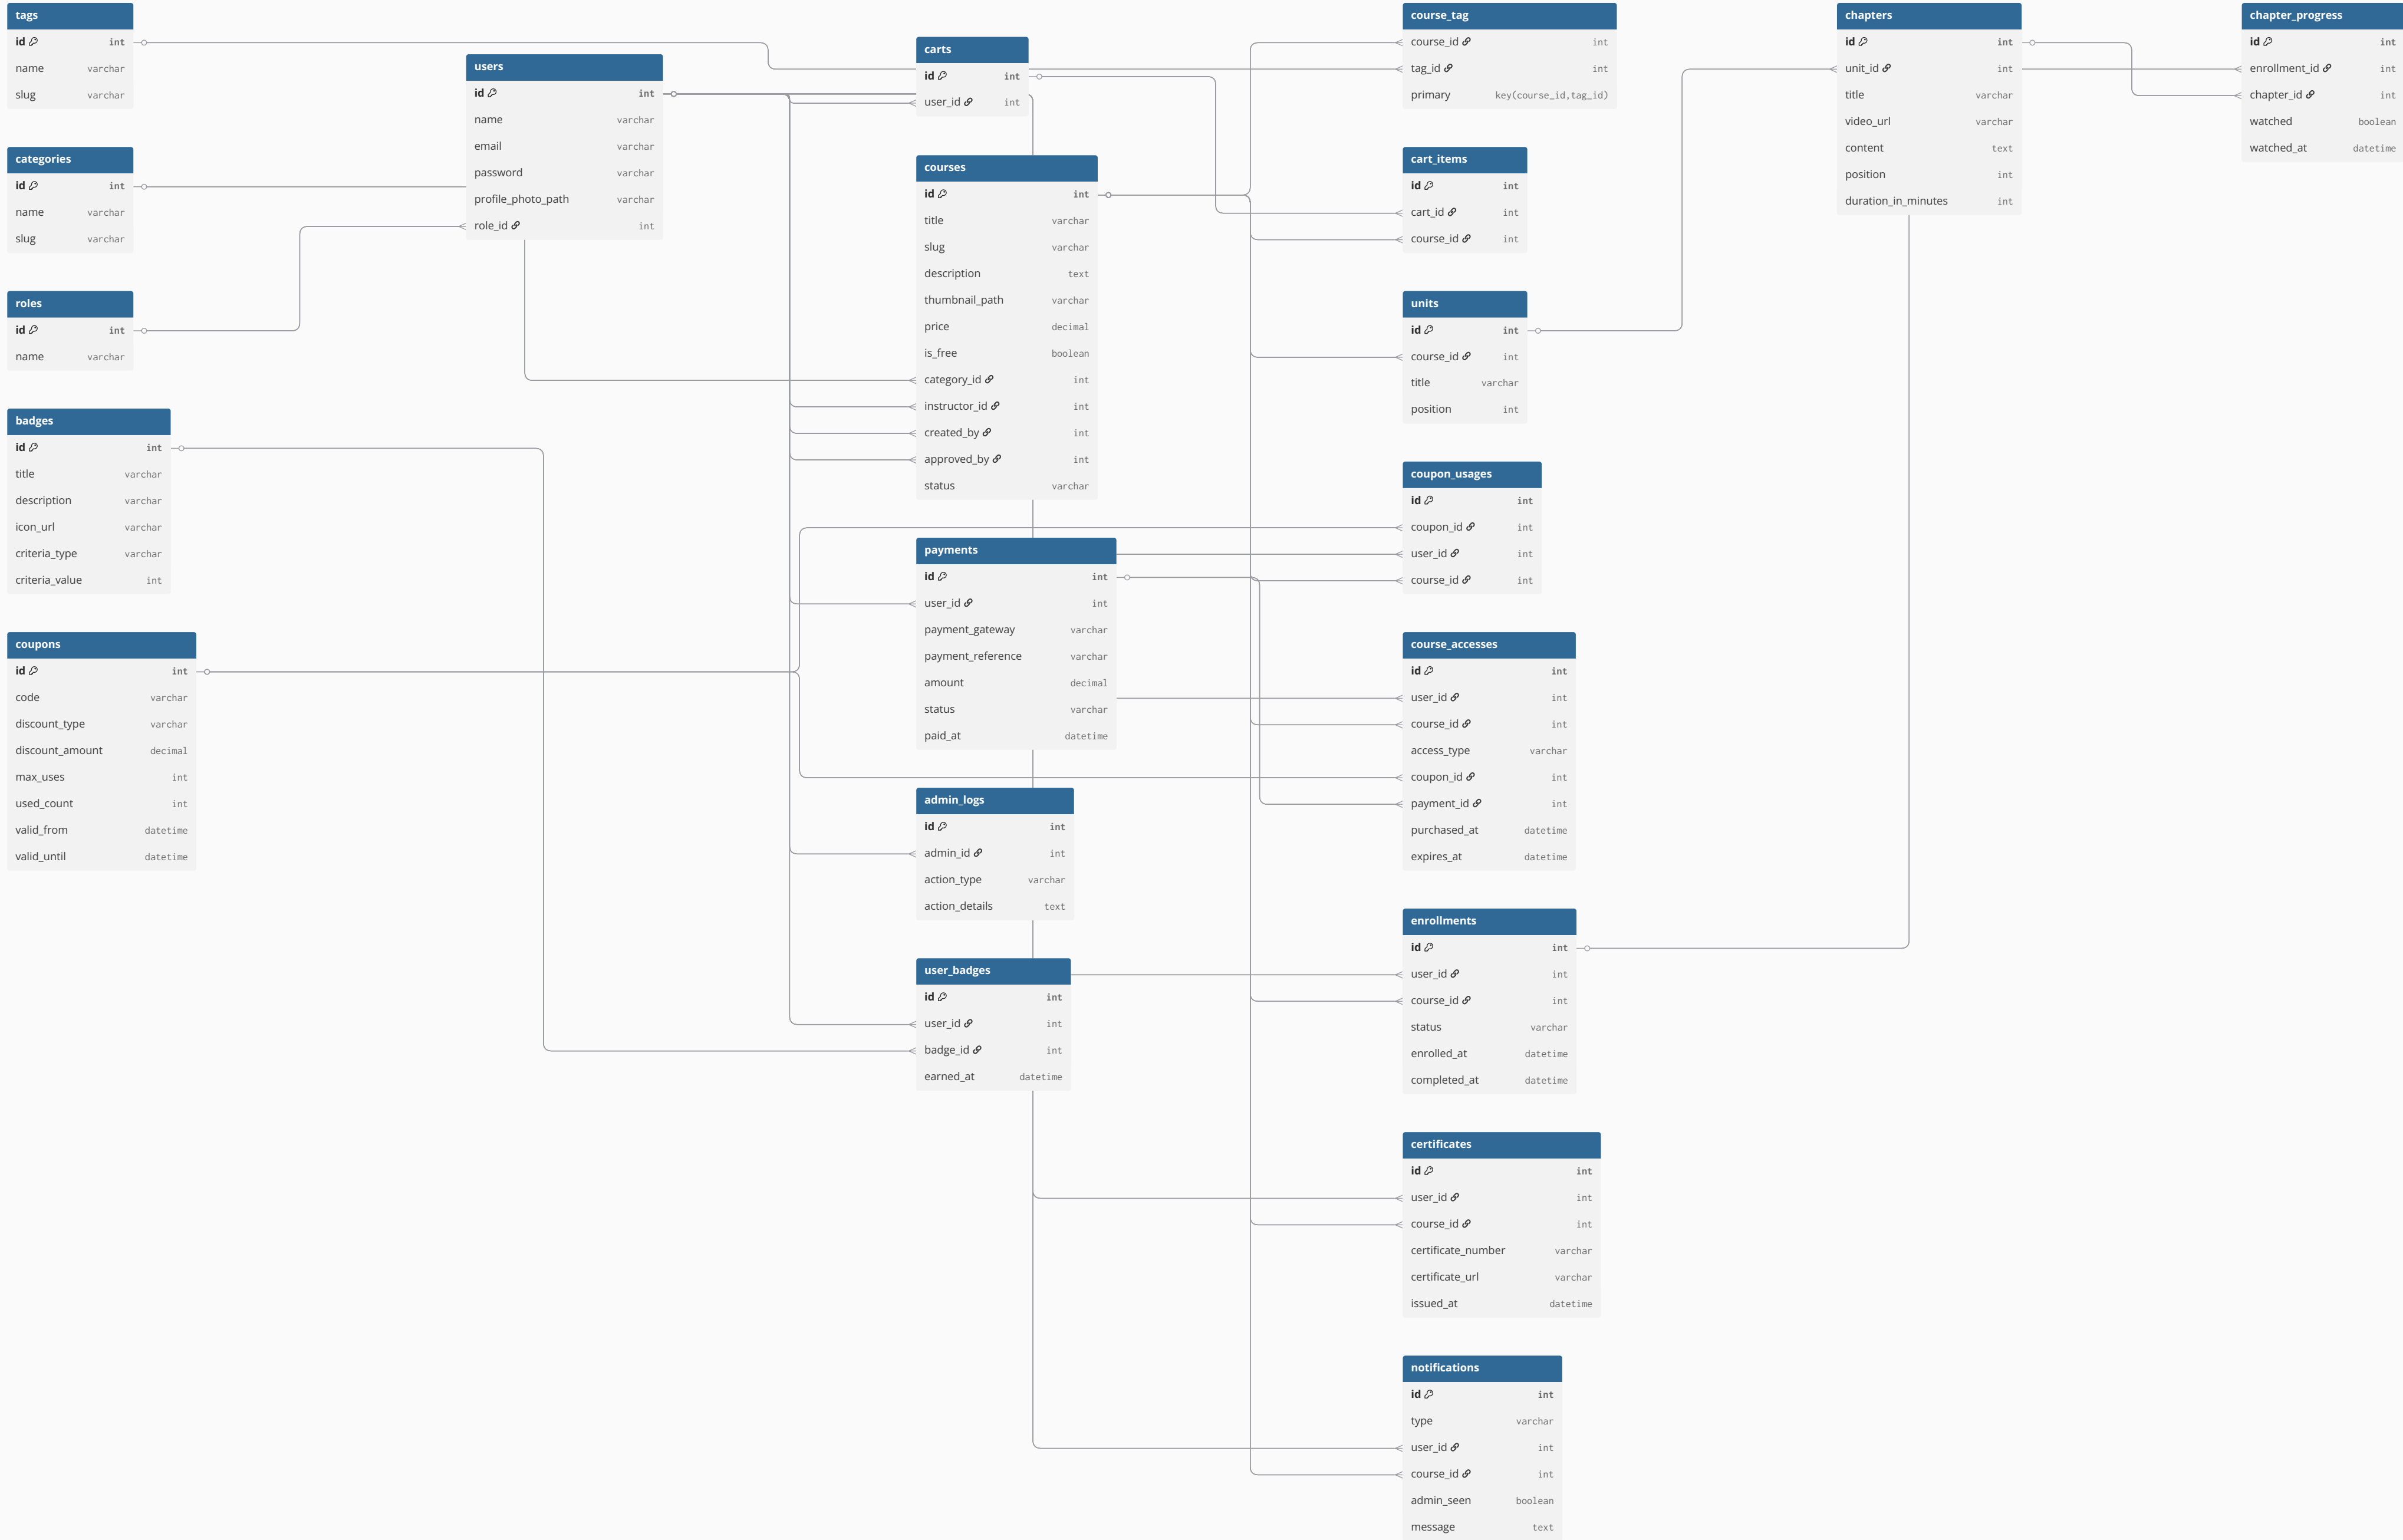 tags
id int
name varchar
slug varchar
categories
id int
name varchar
slug varchar
roles
id int
name varchar
badges
id int
title varchar
description varchar
icon_url varchar
criteria_type varchar
criteria_value int
coupons
id int
code varchar
discount_type varchar
discount_amount decimal
max_uses int
used_count int
valid_from datetime
valid_until datetime
users
id int
name varchar
email varchar
password varchar
profile_photo_path varchar
role_id int
carts
id int
user_id int
courses
id int
title varchar
slug varchar
description text
thumbnail_path varchar
price decimal
is_free boolean
category_id int
instructor_id int
created_by int
approved_by int
status varchar
payments
id int
user_id int
payment_gateway varchar
payment_reference varchar
amount decimal
status varchar
paid_at datetime
admin_logs
id int
admin_id int
action_type varchar
action_details text
user_badges
id int
user_id int
badge_id int
earned_at datetime
course_tag
course_id int
tag_id int
primary key(course_id,tag_id)
cart_items
id int
cart_id int
course_id int
units
id int
course_id int
title varchar
position int
coupon_usages
id int
coupon_id int
user_id int
course_id int
course_accesses
id int
user_id int
course_id int
access_type varchar
coupon_id int
payment_id int
purchased_at datetime
expires_at datetime
enrollments
id int
user_id int
course_id int
status varchar
enrolled_at datetime
completed_at datetime
certificates
id int
user_id int
course_id int
certificate_number varchar
certificate_url varchar
issued_at datetime
notifications
id int
type varchar
user_id int
course_id int
admin_seen boolean
message text
chapters
id int
unit_id int
title varchar
video_url varchar
content text
position int
duration_in_minutes int
chapter_progress
id int
enrollment_id int
chapter_id int
watched boolean
watched_at datetime